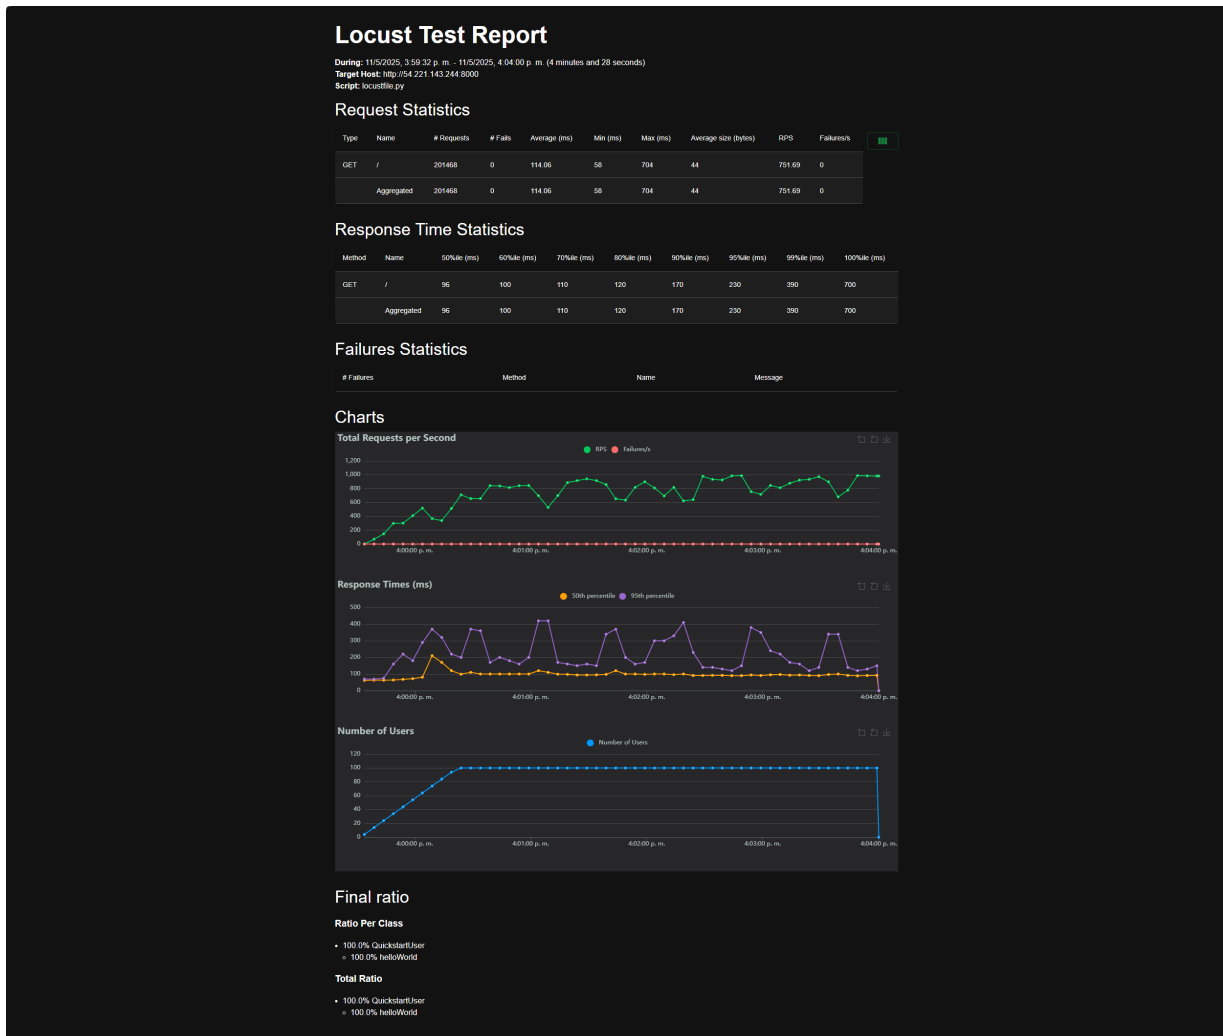 Locust Test Report
During: 11/5/2025, 3:59:32 p. m. - 11/5/2025, 4:04:00 p. m. (4 minutes and 28 seconds)
Target Host: http://54.221.143.244:8000
Script: locustfile.py
Request Statistics
Type Name # Requests # Fails Average (ms) Min (ms) Max (ms) Average size (bytes) RPS Failures/s
GET / 201468 0 114.06 58 704 44 751.69 0
Aggregated 201468 0 114.06 58 704 44 751.69 0
Response Time Statistics
Method Name 50%ile (ms) 60%ile (ms) 70%ile (ms) 80%ile (ms) 90%ile (ms) 95%ile (ms) 99%ile (ms) 100%ile (ms)
GET / 96 100 110 120 170 230 390 700
Aggregated 96 100 110 120 170 230 390 700
Failures Statistics
# Failures Method Name Message
Charts
Total Requests per Second
RPS Failures/s
1,200
1,000
800
600
400
200
0
4:00:00 p. m. 4:01:00 p. m. 4:02:00 p. m. 4:03:00 p. m. 4:04:00 p. m.
Response Times (ms)
50th percentile 95th percentile
500
400
300
200
100
0
4:00:00 p. m. 4:01:00 p. m. 4:02:00 p. m. 4:03:00 p. m. 4:04:00 p. m.
Number of Users
Number of Users
120
100
80
60
40
20
0
4:00:00 p. m. 4:01:00 p. m. 4:02:00 p. m. 4:03:00 p. m. 4:04:00 p. m.
Final ratio
Ratio Per Class
• 100.0% QuickstartUser
◦ 100.0% helloWorld
Total Ratio
• 100.0% QuickstartUser
◦ 100.0% helloWorld